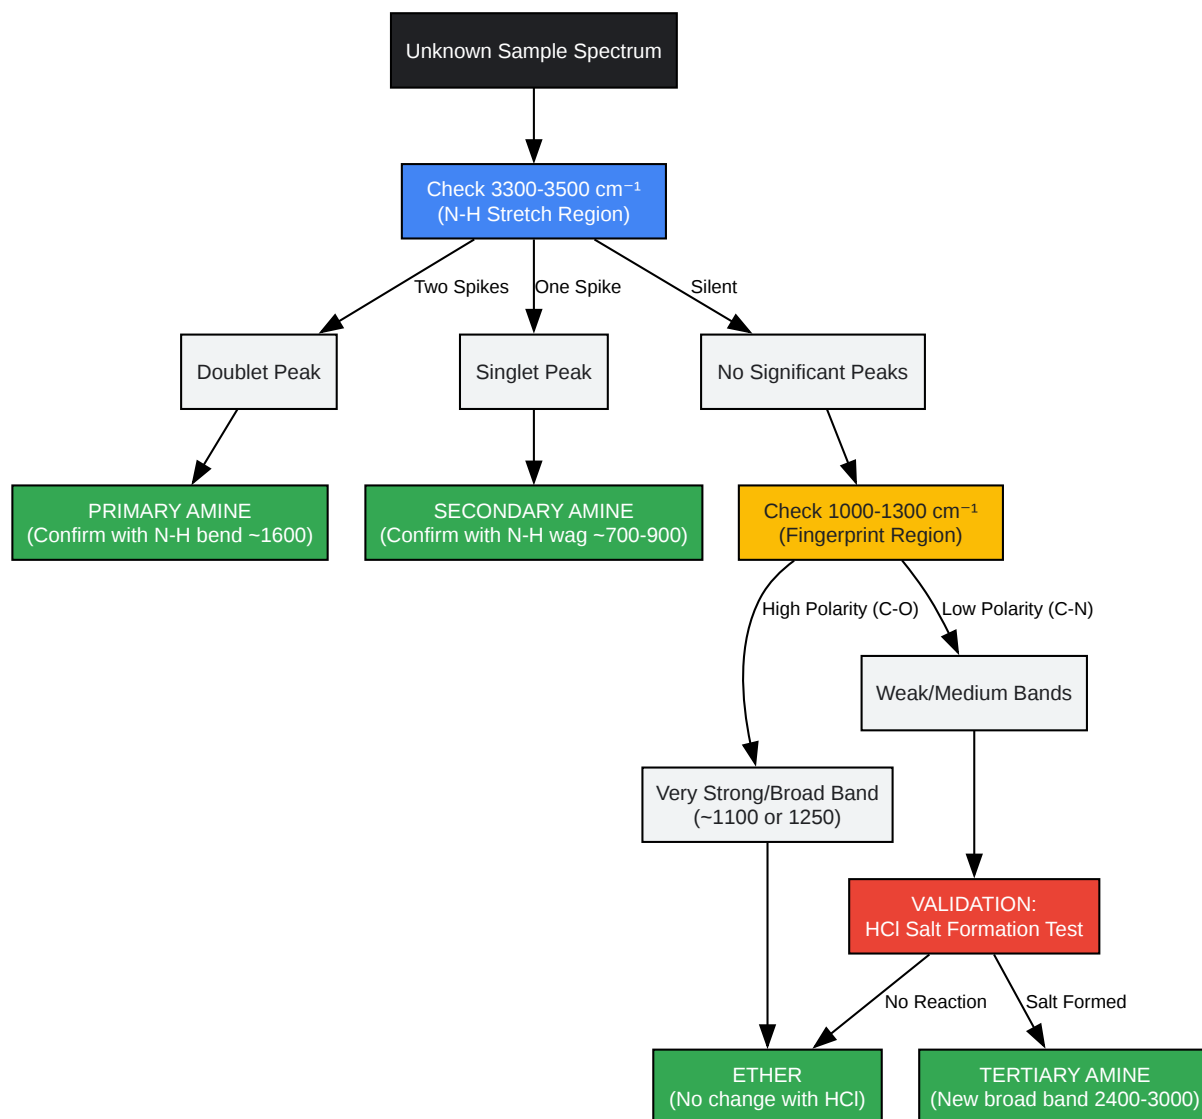 Unknown Sample Spectrum
Check 3300-3500 cm⁻¹
(N-H Stretch Region)
Two Spikes
One Spike
Silent
Doublet Peak
Singlet Peak
No Significant Peaks
PRIMARY AMINE
(Confirm with N-H bend ~1600)
SECONDARY AMINE
(Confirm with N-H wag ~700-900)
Check 1000-1300 cm⁻¹
(Fingerprint Region)
High Polarity (C-O)
Low Polarity (C-N)
Weak/Medium Bands
Very Strong/Broad Band
(~1100 or 1250)
VALIDATION:
HCl Salt Formation Test
No Reaction
Salt Formed
ETHER
(No change with HCl)
TERTIARY AMINE
(New broad band 2400-3000)